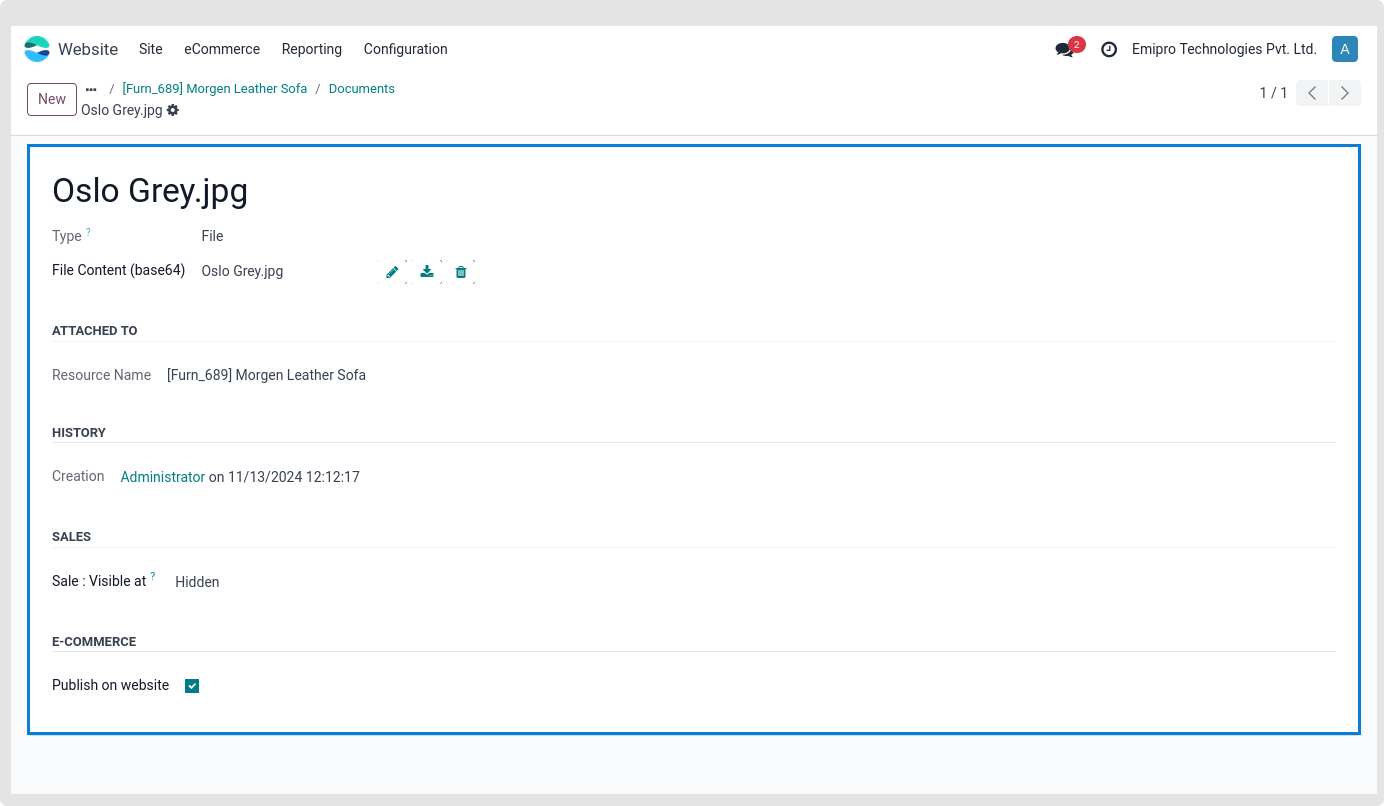 Website Site eCommerce Reporting Configuration 2 Emipro Technologies Pvt. Ltd. A
New ... / [Furn_689] Morgen Leather Sofa / Documents 1 / 1
Oslo Grey.jpg
Oslo Grey.jpg
Type ? File
File Content (base64) Oslo Grey.jpg
ATTACHED TO
Resource Name [Furn_689] Morgen Leather Sofa
HISTORY
Creation Administrator on 11/13/2024 12:12:17
SALES
Sale : Visible at ? Hidden
E-COMMERCE
Publish on website